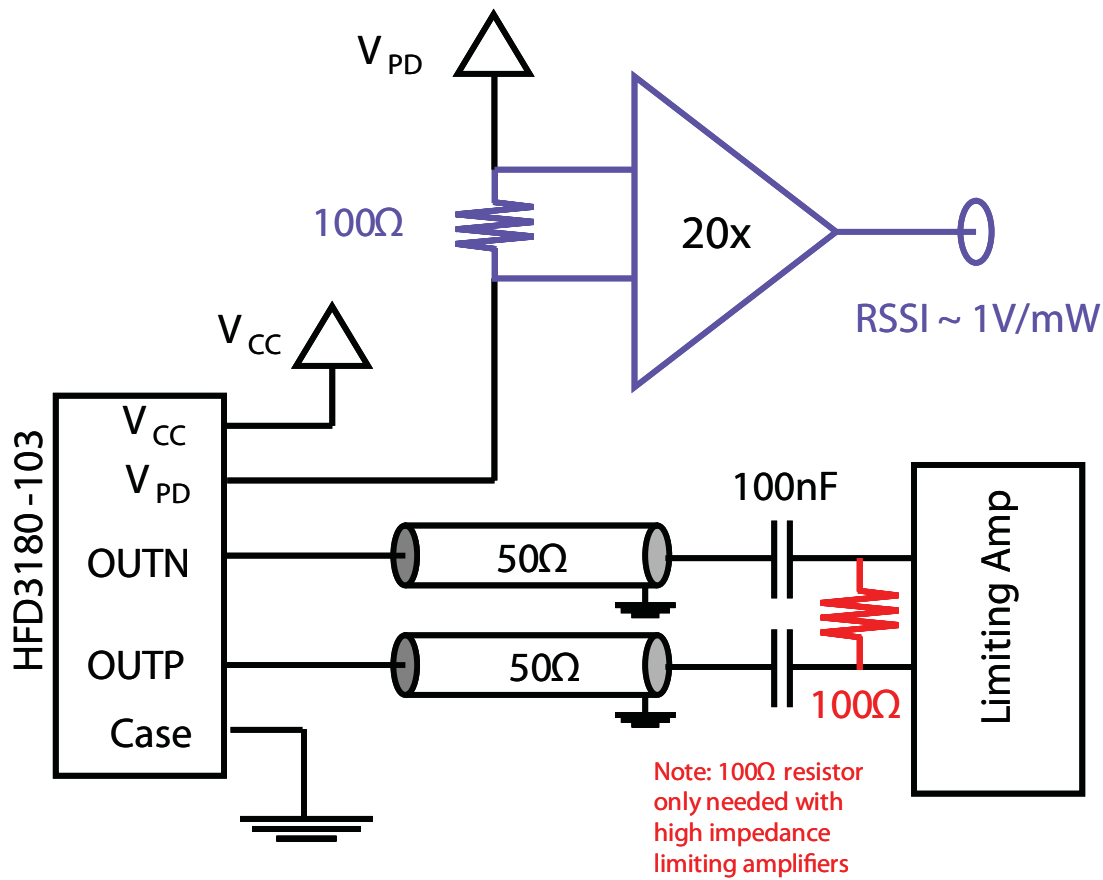 V PD
100Ω
20x
RSSI ~ 1V/mW
V CC
HFD3180-103
V CC
V PD
OUTN
OUTP
Case
50Ω
50Ω
100nF
100Ω
Limiting Amp
Note: 100Ω resistor
only needed with
high impedance
limiting amplifiers